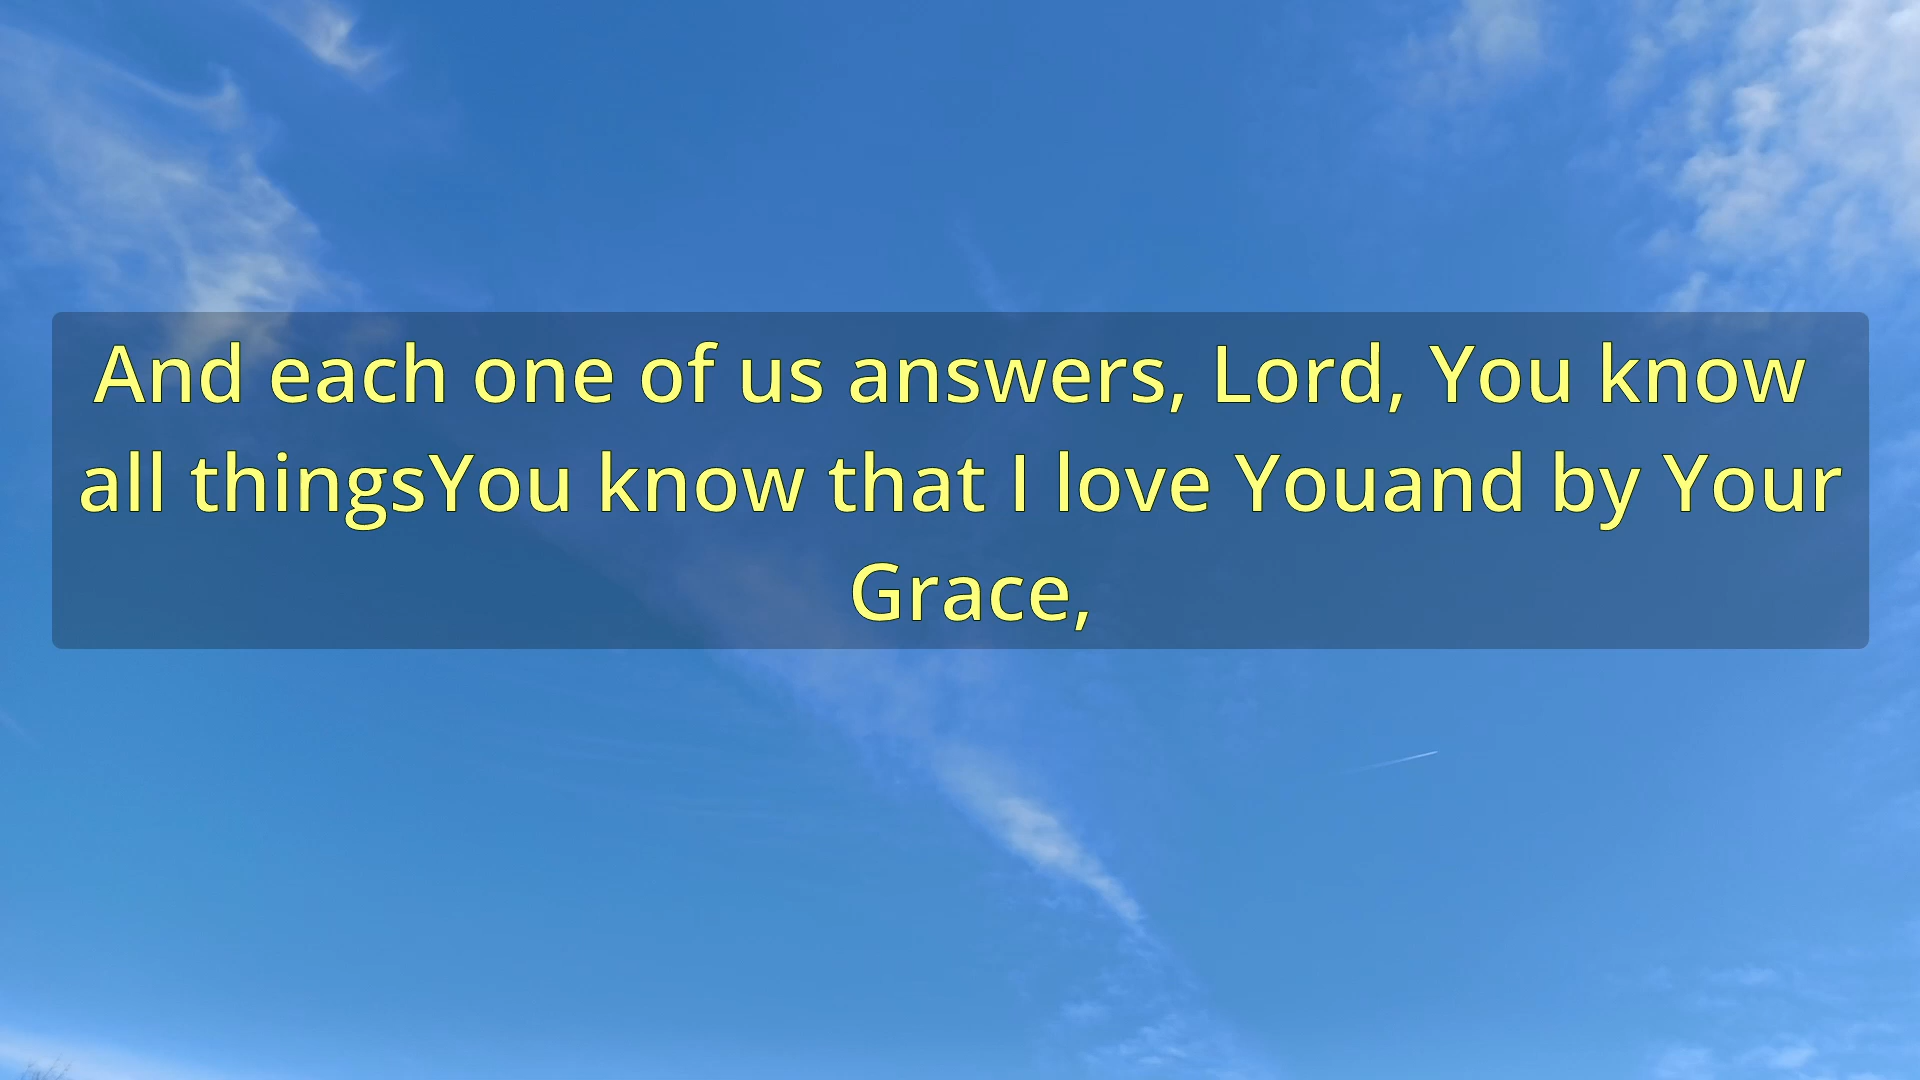 And each one of us answers, Lord, You know
all thingsYou know that I love Youand by Your
Grace,